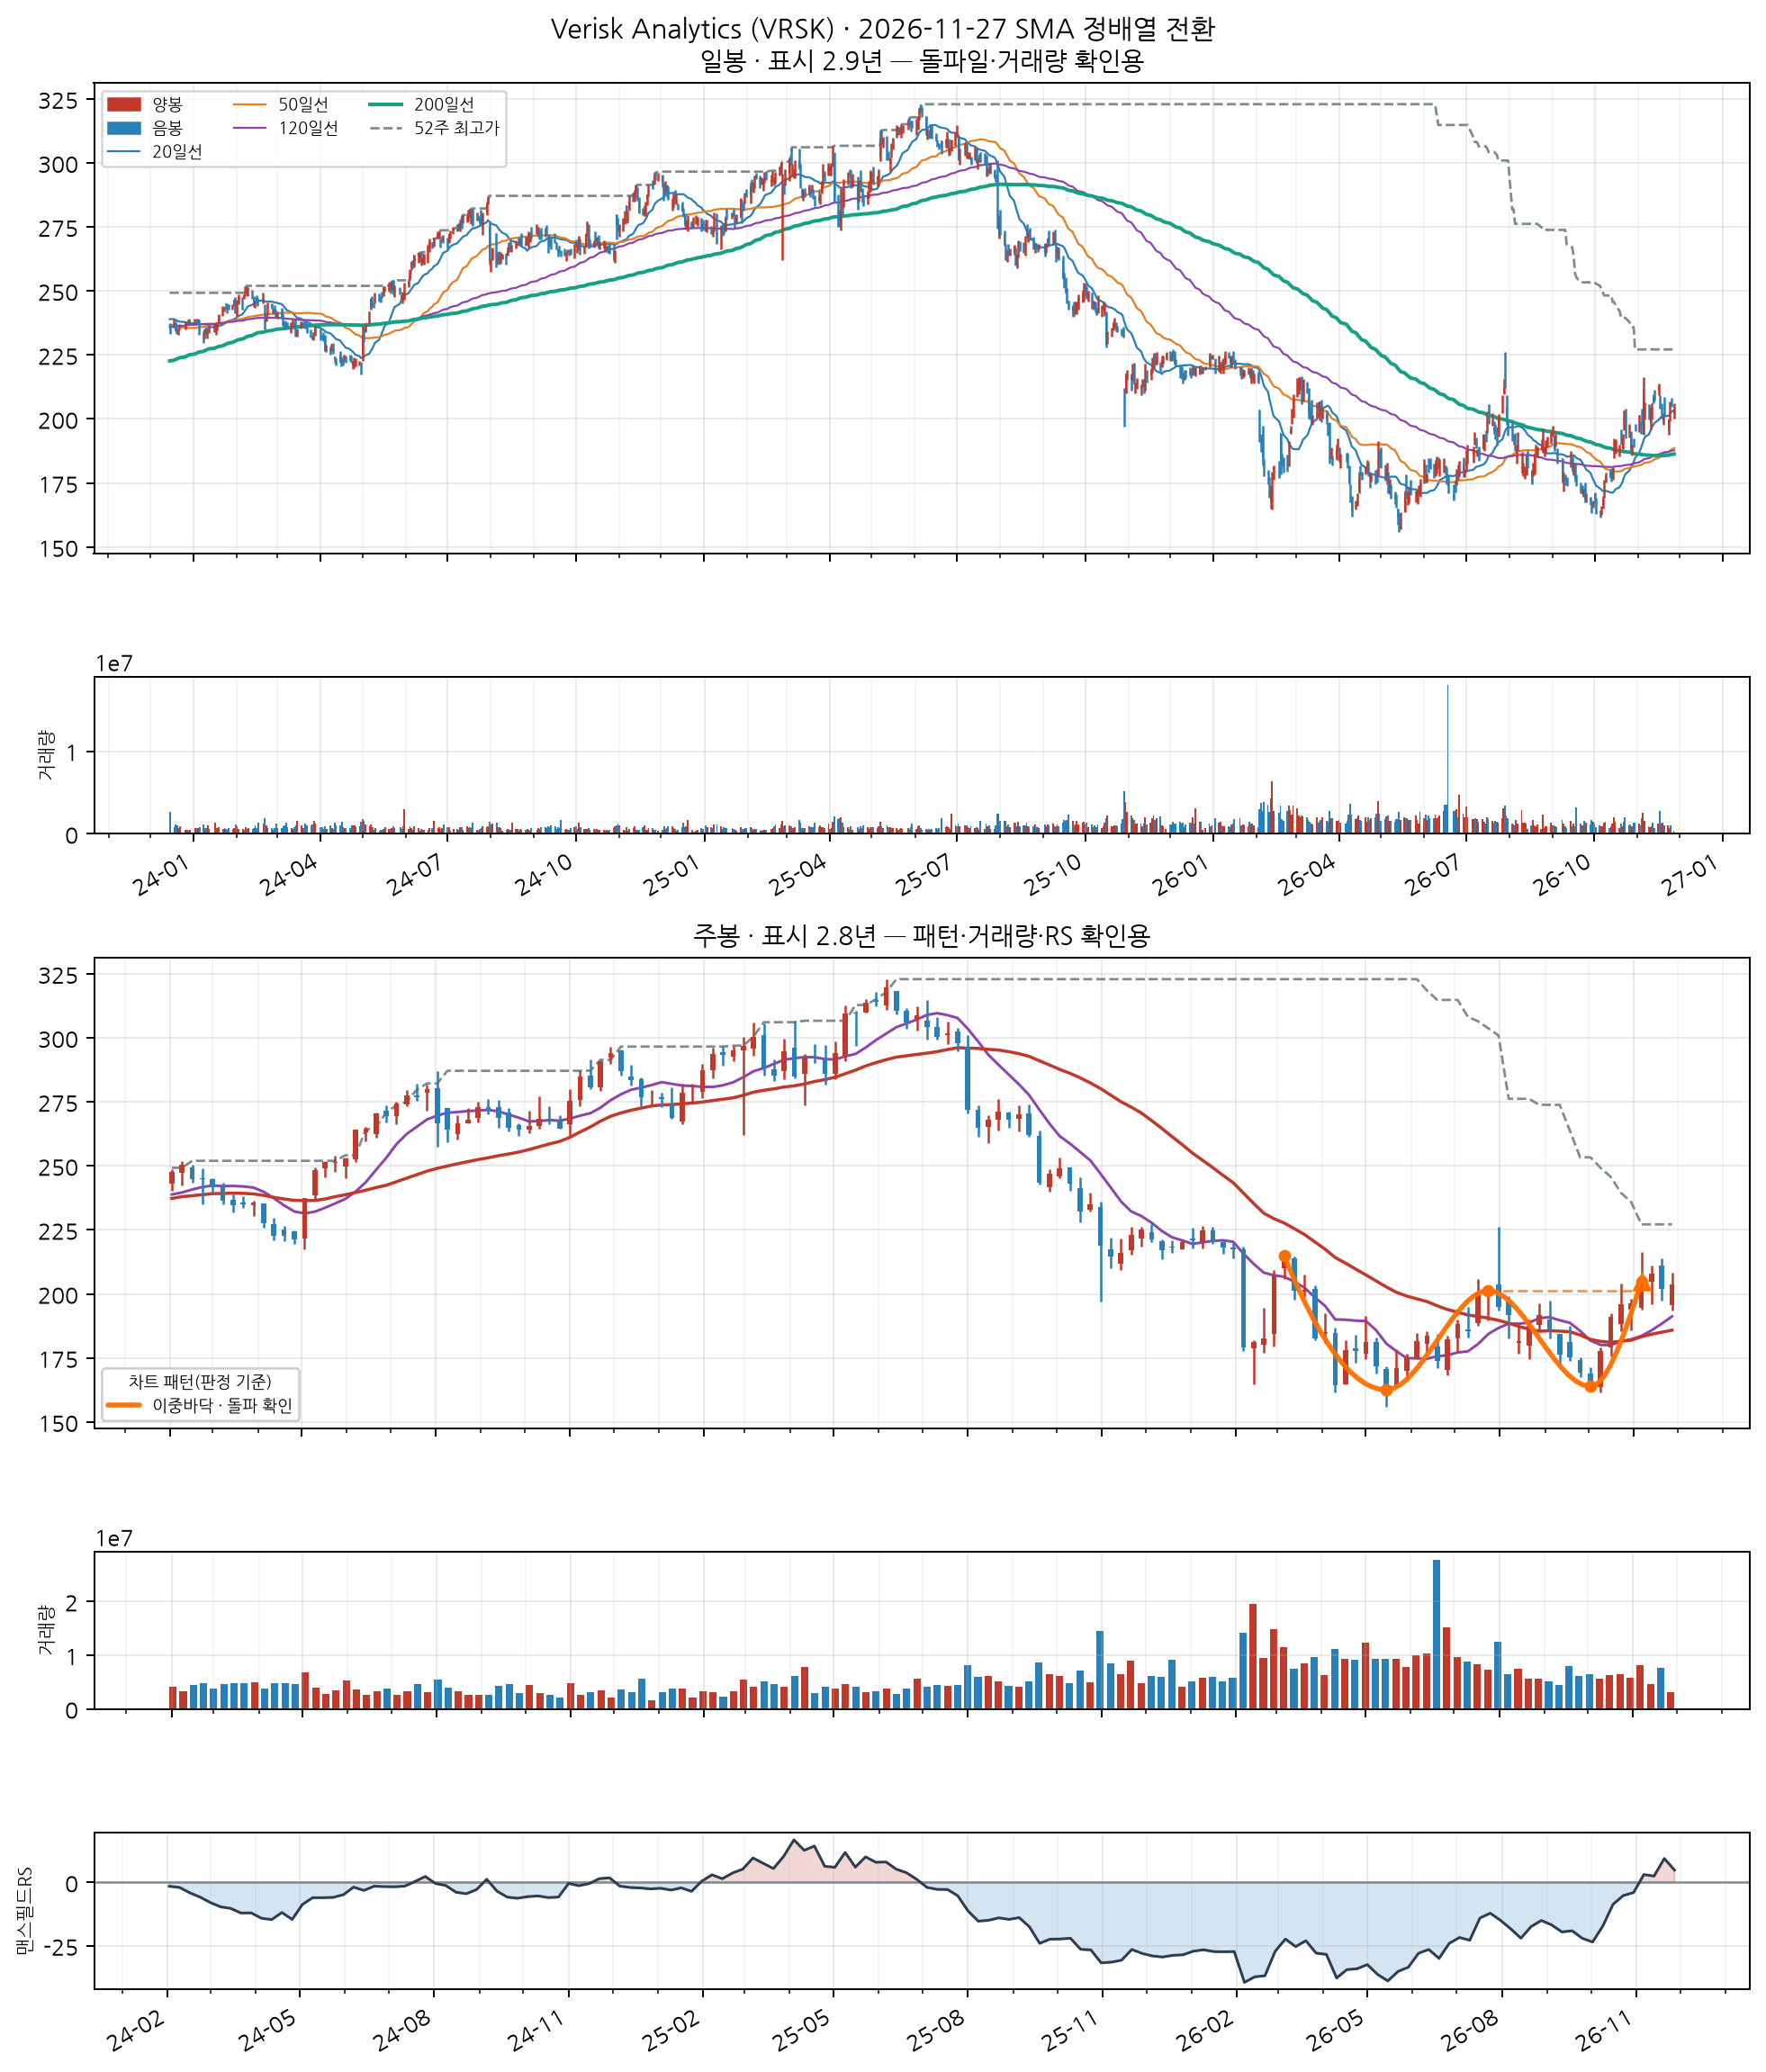 Verisk Analytics (VRSK) · 2026-11-27 SMA 정배열 전환
일봉 · 표시 2.9년 — 돌파일·거래량 확인용
양봉
음봉
20일선
50일선
120일선
200일선
52주 최고가
325
300
275
250
225
200
175
150
1e7
거래량
1
0
24-01
24-04
24-07
24-10
25-01
25-04
25-07
25-10
26-01
26-04
26-07
26-10
27-01
주봉 · 표시 2.8년 — 패턴·거래량·RS 확인용
325
300
275
250
225
200
175
150
차트 패턴(판정 기준)
이중바닥 · 돌파 확인
1e7
거래량
2
1
0
맨스필드RS
0
-25
24-02
24-05
24-08
24-11
25-02
25-05
25-08
25-11
26-02
26-05
26-08
26-11